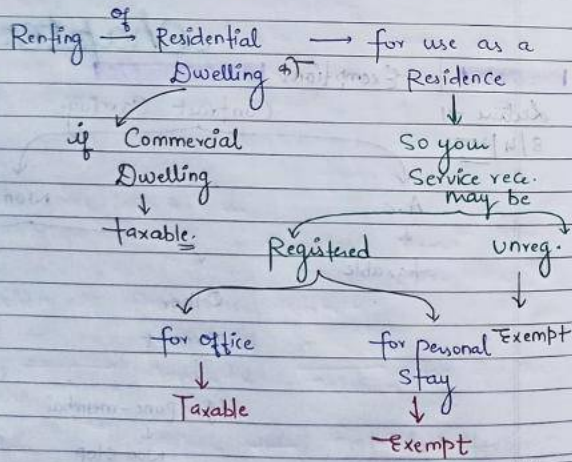 Renting of Residential → for use as a
Dwelling Residence
if Commercial So your
Dwelling Service rece.
may be
taxable. Registered unreg.
for office for personal Exempt
stay
Taxable
Exempt